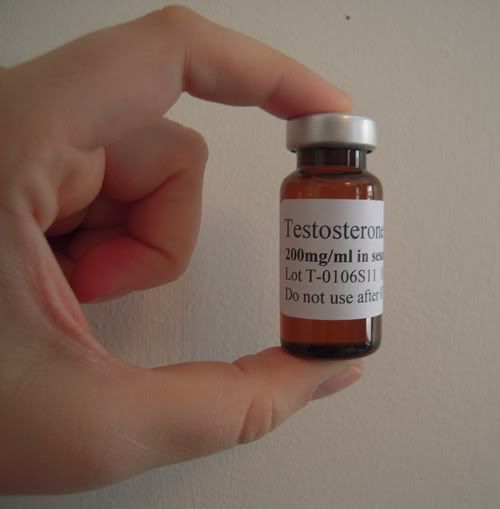 Testosterone
200mg/ml in
Lot T-0106S11
Do not use after